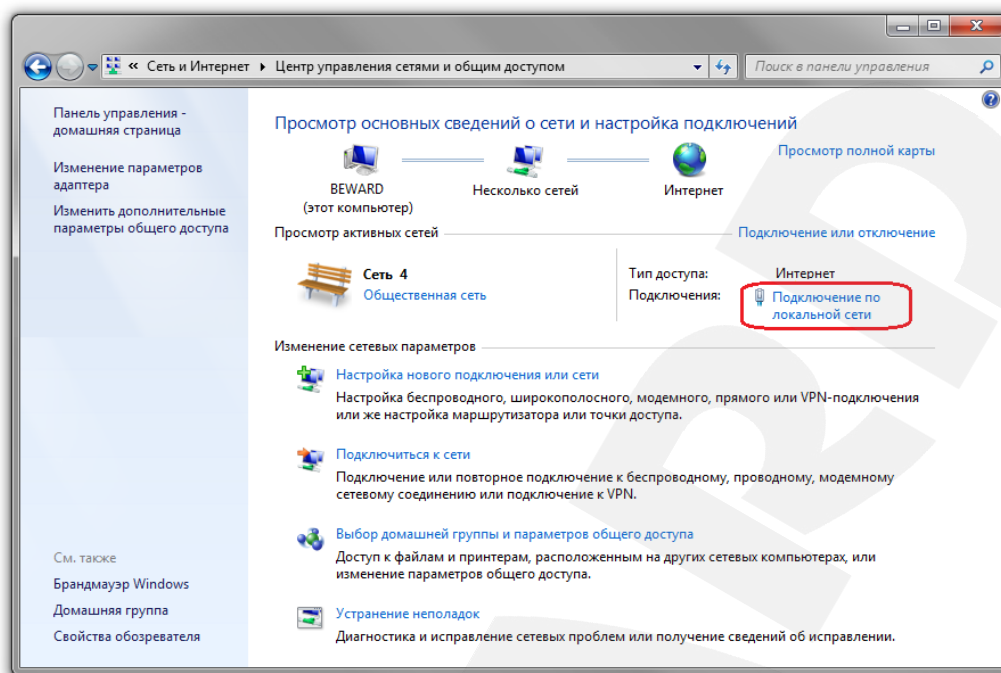 « Сеть и Интернет ▸ Центр управления сетями и общим доступом
Поиск в панели управления
Панель управления -
домашняя страница
Изменение параметров
адаптера
Изменить дополнительные
параметры общего доступа
См. также
Брандмауэр Windows
Домашняя группа
Свойства обозревателя
Просмотр основных сведений о сети и настройка подключений
Просмотр полной карты
BEWARD
(этот компьютер)
Несколько сетей
Интернет
Просмотр активных сетей
Подключение или отключение
Сеть 4
Общественная сеть
Тип доступа: Интернет
Подключения: Подключение по
локальной сети
Изменение сетевых параметров
Настройка нового подключения или сети
Настройка беспроводного, широкополосного, модемного, прямого или VPN-подключения
или же настройка маршрутизатора или точки доступа.
Подключиться к сети
Подключение или повторное подключение к беспроводному, проводному, модемному
сетевому соединению или подключение к VPN.
Выбор домашней группы и параметров общего доступа
Доступ к файлам и принтерам, расположенным на других сетевых компьютерах, или
изменение параметров общего доступа.
Устранение неполадок
Диагностика и исправление сетевых проблем или получение сведений об исправлении.